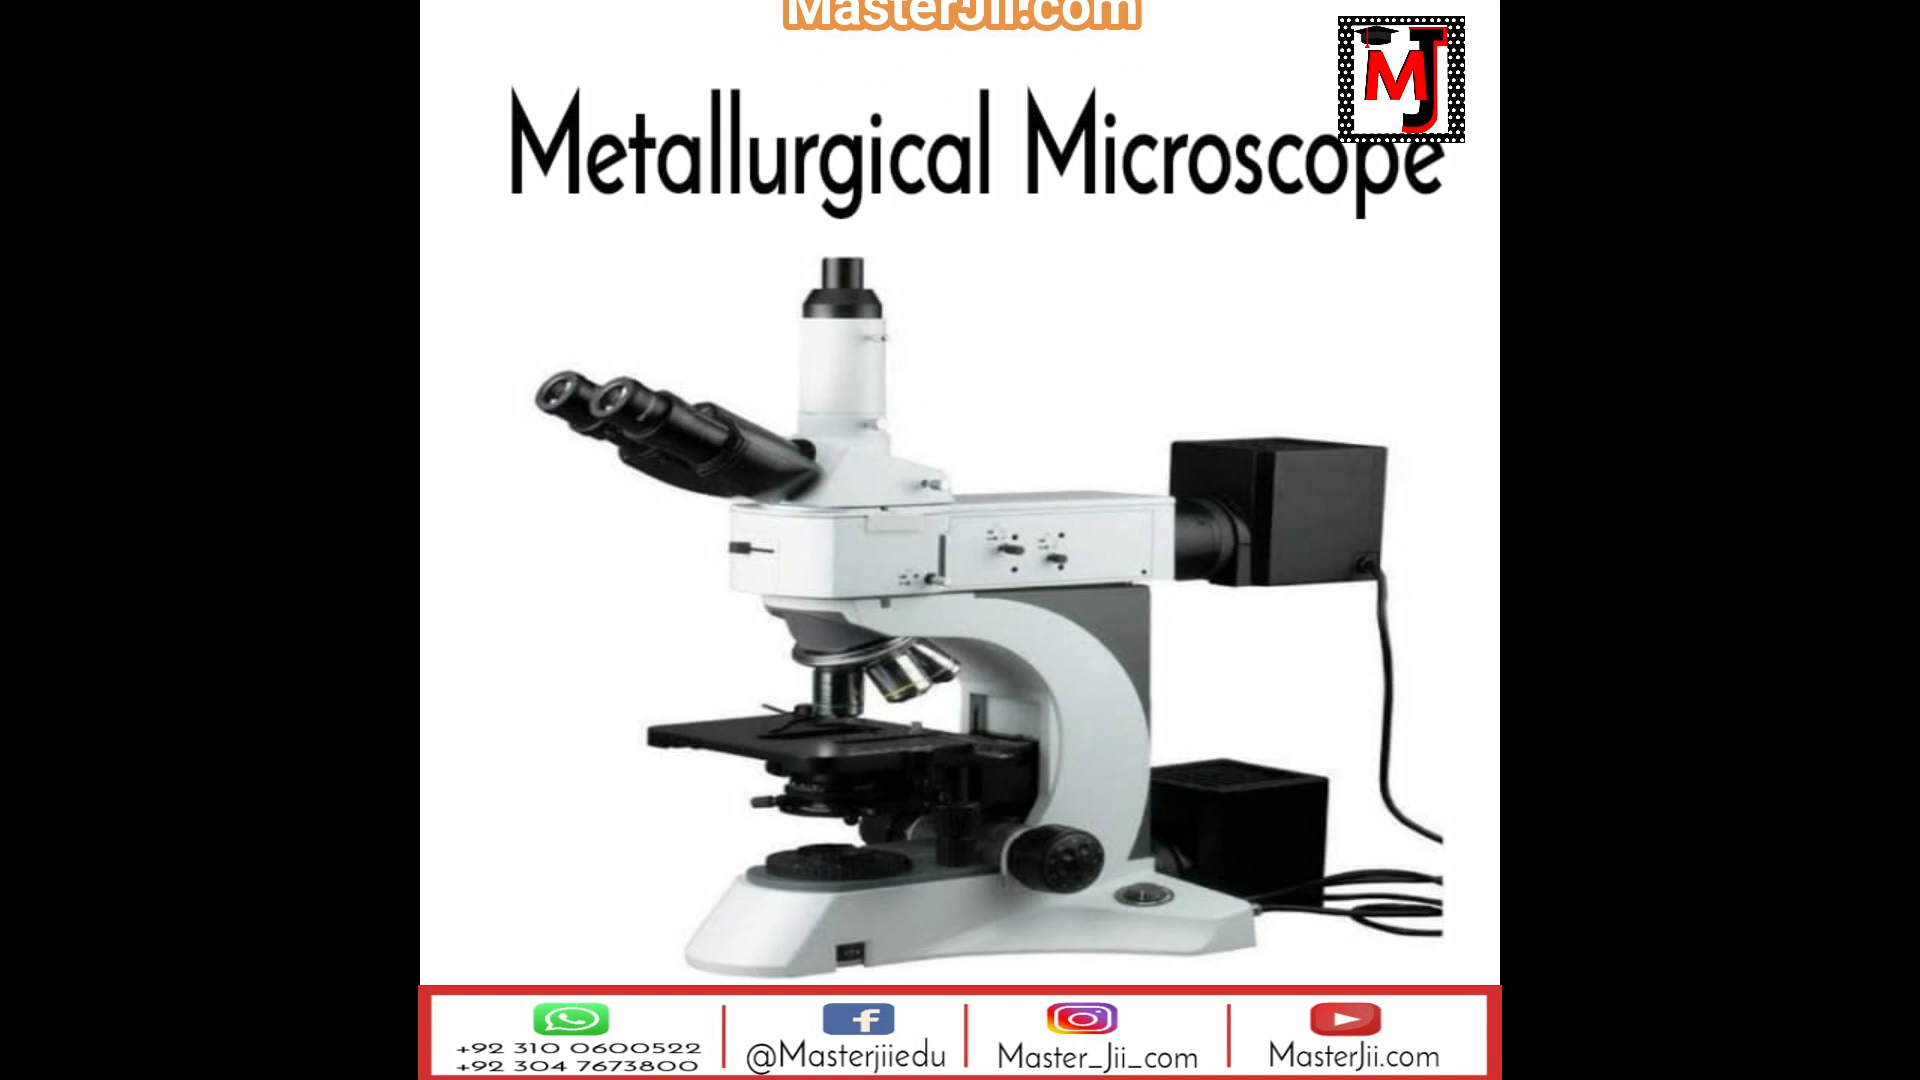 MasterJii.com
MJ
Metallurgical Microscope
+92 310 0600522
+92 304 7673800
@Masterjiiedu
Master_Jii_com
MasterJii.com